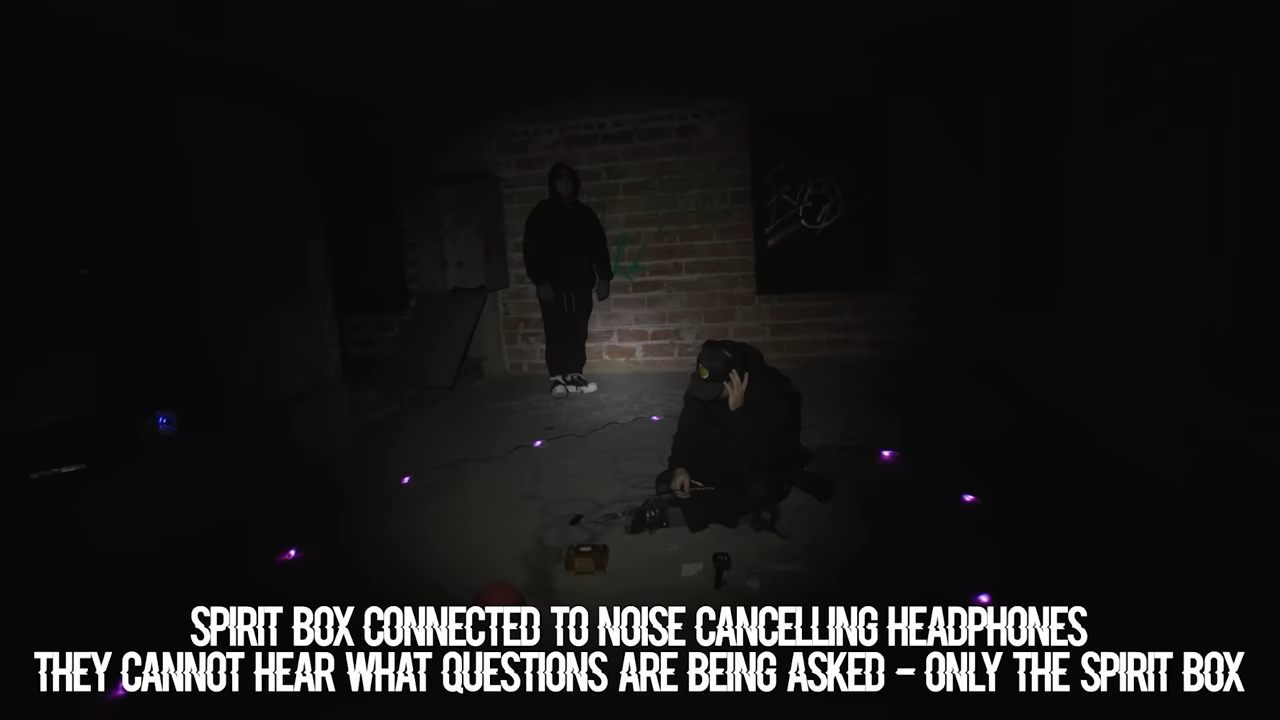 SPIRIT BOX CONNECTED TO NOISE CANCELLING HEADPHONES
THEY CANNOT HEAR WHAT QUESTIONS ARE BEING ASKED - ONLY THE SPIRIT BOX